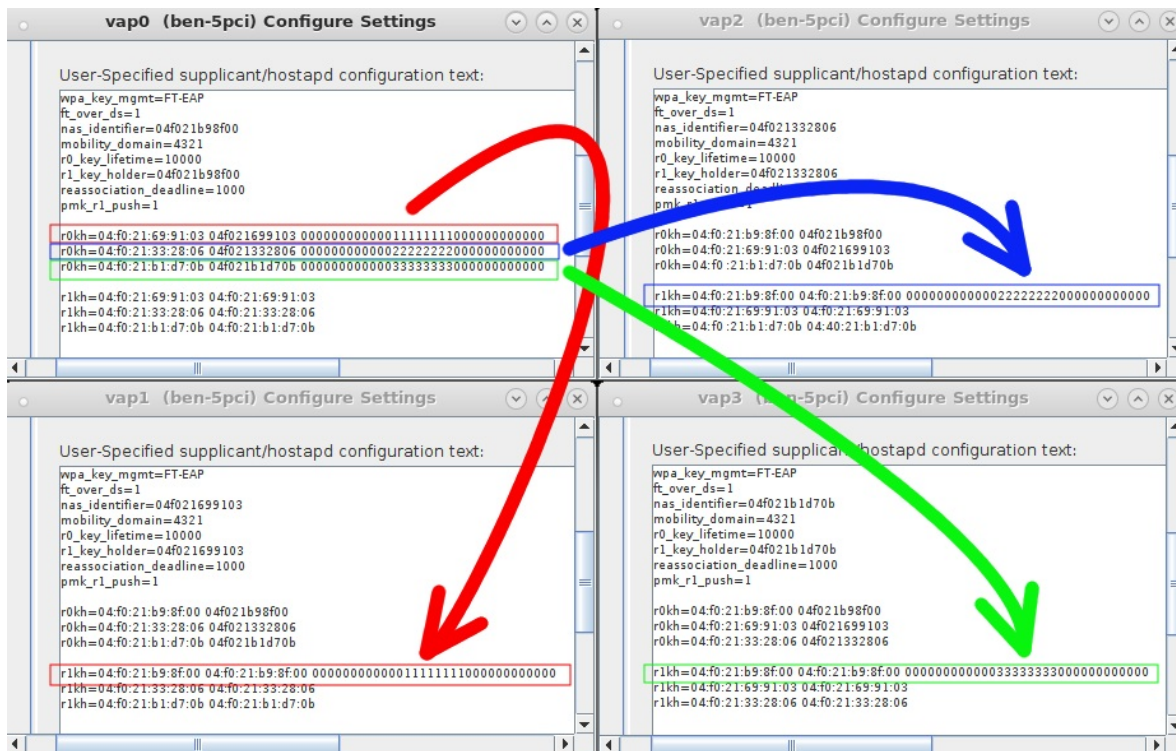 vap0 (ben-5pci) Configure Settings
User-Specified supplicant/hostapd configuration text:
wpa_key_mgmt=FT-EAP
ft_over_ds=1
nas_identifier=04f021b98f00
mobility_domain=4321
r0_key_lifetime=10000
r1_key_holder=04f021b98f00
reassociation_deadline=1000
pmk_r1_push=1
r0kh=04:f0:21:69:91:03 04f021699103 00000000000011111111000000000000
r0kh=04:f0:21:33:28:06 04f021332806 00000000000022222222000000000000
r0kh=04:f0:21:b1:d7:0b 04f021b1d70b 00000000000033333333000000000000
r1kh=04:f0:21:69:91:03 04:f0:21:69:91:03
r1kh=04:f0:21:33:28:06 04:f0:21:33:28:06
r1kh=04:f0:21:b1:d7:0b 04:f0:21:b1:d7:0b
vap2 (ben-5pci) Configure Settings
User-Specified supplicant/hostapd configuration text:
wpa_key_mgmt=FT-EAP
ft_over_ds=1
nas_identifier=04f021332806
mobility_domain=4321
r0_key_lifetime=10000
r1_key_holder=04f021332806
reassociation_deadline=1000
pmk_r1_push=1
r0kh=04:f0:21:b9:8f:00 04f021b98f00
r0kh=04:f0:21:69:91:03 04f021699103
r0kh=04:f0:21:b1:d7:0b 04f021b1d70b
r1kh=04:f0:21:b9:8f:00 04:f0:21:b9:8f:00 00000000000022222222000000000000
r1kh=04:f0:21:69:91:03 04:f0:21:69:91:03
r1kh=04:f0:21:b1:d7:0b 04:40:21:b1:d7:0b
vap1 (ben-5pci) Configure Settings
User-Specified supplicant/hostapd configuration text:
wpa_key_mgmt=FT-EAP
ft_over_ds=1
nas_identifier=04f021699103
mobility_domain=4321
r0_key_lifetime=10000
r1_key_holder=04f021699103
reassociation_deadline=1000
pmk_r1_push=1
r0kh=04:f0:21:b9:8f:00 04f021b98f00
r0kh=04:f0:21:33:28:06 04f021332806
r0kh=04:f0:21:b1:d7:0b 04f021b1d70b
r1kh=04:f0:21:b9:8f:00 04:f0:21:b9:8f:00 00000000000011111111000000000000
r1kh=04:f0:21:33:28:06 04:f0:21:33:28:06
r1kh=04:f0:21:b1:d7:0b 04:f0:21:b1:d7:0b
vap3 (ben-5pci) Configure Settings
User-Specified supplicant/hostapd configuration text:
wpa_key_mgmt=FT-EAP
ft_over_ds=1
nas_identifier=04f021b1d70b
mobility_domain=4321
r0_key_lifetime=10000
r1_key_holder=04f021b1d70b
reassociation_deadline=1000
pmk_r1_push=1
r0kh=04:f0:21:b9:8f:00 04f021b98f00
r0kh=04:f0:21:69:91:03 04f021699103
r0kh=04:f0:21:33:28:06 04f021332806
r1kh=04:f0:21:b9:8f:00 04:f0:21:b9:8f:00 00000000000033333333000000000000
r1kh=04:f0:21:69:91:03 04:f0:21:69:91:03
r1kh=04:f0:21:33:28:06 04:f0:21:33:28:06